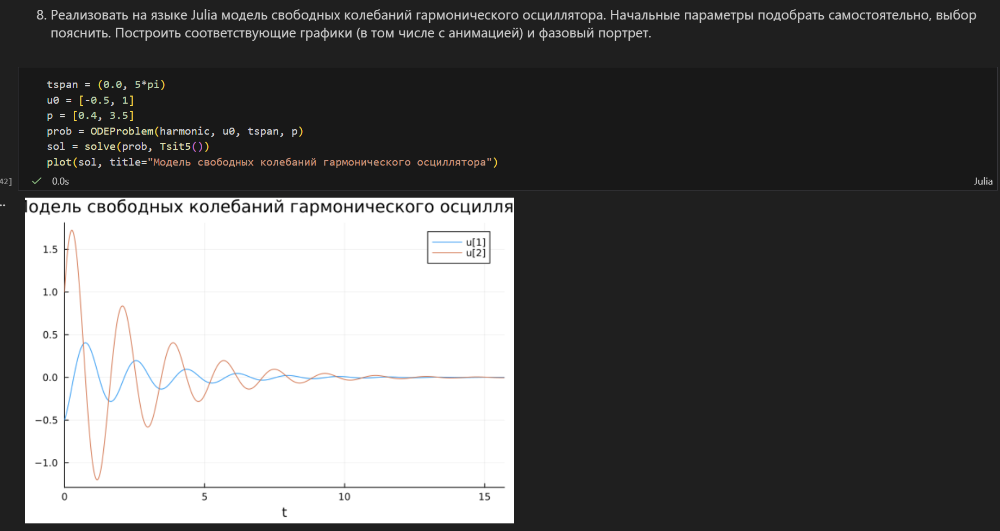 8. Реализовать на языке Julia модель свободных колебаний гармонического осциллятора. Начальные параметры подобрать самостоятельно, выбор
пояснить. Построить соответствующие графики (в том числе с анимацией) и фазовый портрет.
tspan = (0.0, 5*pi)
u0 = [-0.5, 1]
p = [0.4, 3.5]
prob = ODEProblem(harmonic, u0, tspan, p)
sol = solve(prob, Tsit5())
plot(sol, title="Модель свободных колебаний гармонического осциллятора")
42]
0.0s
Julia
одель свободных колебаний гармонического осцилля
u[1]
u[2]
1.5
1.0
0.5
0.0
−0.5
−1.0
0 5 10 15
t